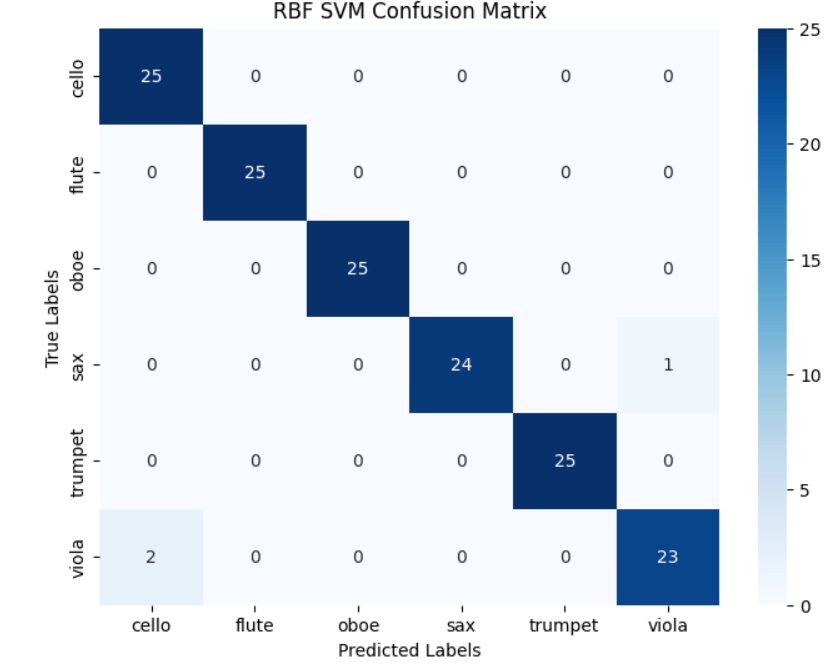 RBF SVM Confusion Matrix
True Labels
cello 25 0 0 0 0 0
flute 0 25 0 0 0 0
oboe 0 0 25 0 0 0
sax 0 0 0 24 0 1
trumpet 0 0 0 0 25 0
viola 2 0 0 0 0 23
cello flute oboe sax trumpet viola
Predicted Labels
25
20
15
10
5
0